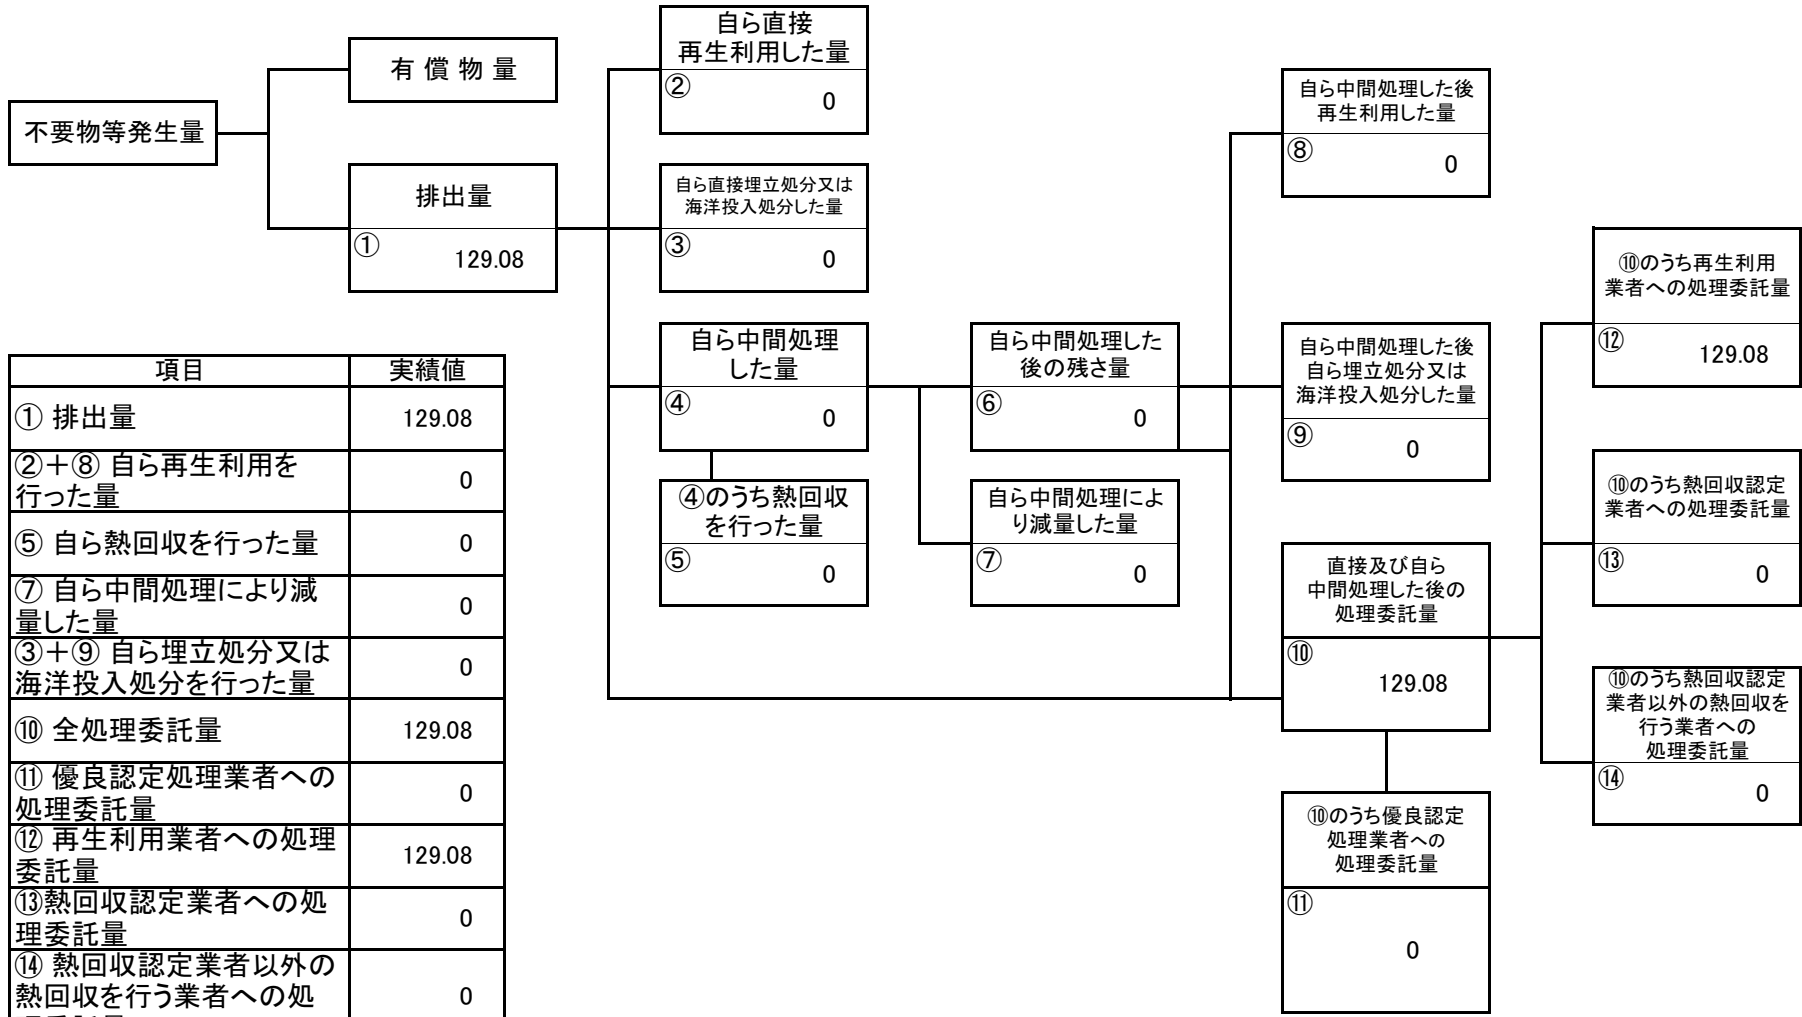 不要物等発生量
有 償 物 量
排出量
①
129.08
自ら直接
再生利用した量
②
0
自ら直接埋立処分又は
海洋投入処分した量
③
0
自ら中間処理
した量
④
0
④のうち熱回収
を行った量
⑤
0
自ら中間処理した
後の残さ量
⑥
0
自ら中間処理によ
り減量した量
⑦
0
自ら中間処理した後
再生利用した量
⑧
0
自ら中間処理した後
自ら埋立処分又は
海洋投入処分した量
⑨
0
直接及び自ら
中間処理した後の
処理委託量
⑩
129.08
⑩のうち優良認定
処理業者への
処理委託量
⑪
0
⑩のうち再生利用
業者への処理委託量
⑫
129.08
⑩のうち熱回収認定
業者への処理委託量
⑬
0
⑩のうち熱回収認定
業者以外の熱回収を
行う業者への
処理委託量
⑭
0
項目 実績値
① 排出量 129.08
②＋⑧ 自ら再生利用を
行った量
0
⑤ 自ら熱回収を行った量 0
⑦ 自ら中間処理により減
量した量
0
③＋⑨ 自ら埋立処分又は
海洋投入処分を行った量
0
⑩ 全処理委託量 129.08
⑪ 優良認定処理業者への
処理委託量
0
⑫ 再生利用業者への処理
委託量
129.08
⑬熱回収認定業者への処
理委託量
0
⑭ 熱回収認定業者以外の
熱回収を行う業者への処
0